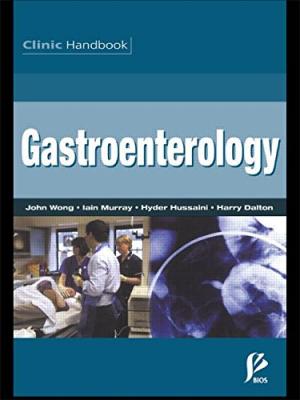 Clinic Handbook
Gastroenterology
John Wong • Iain Murray • Hyder Hussaini • Harry Dalton
BIOS